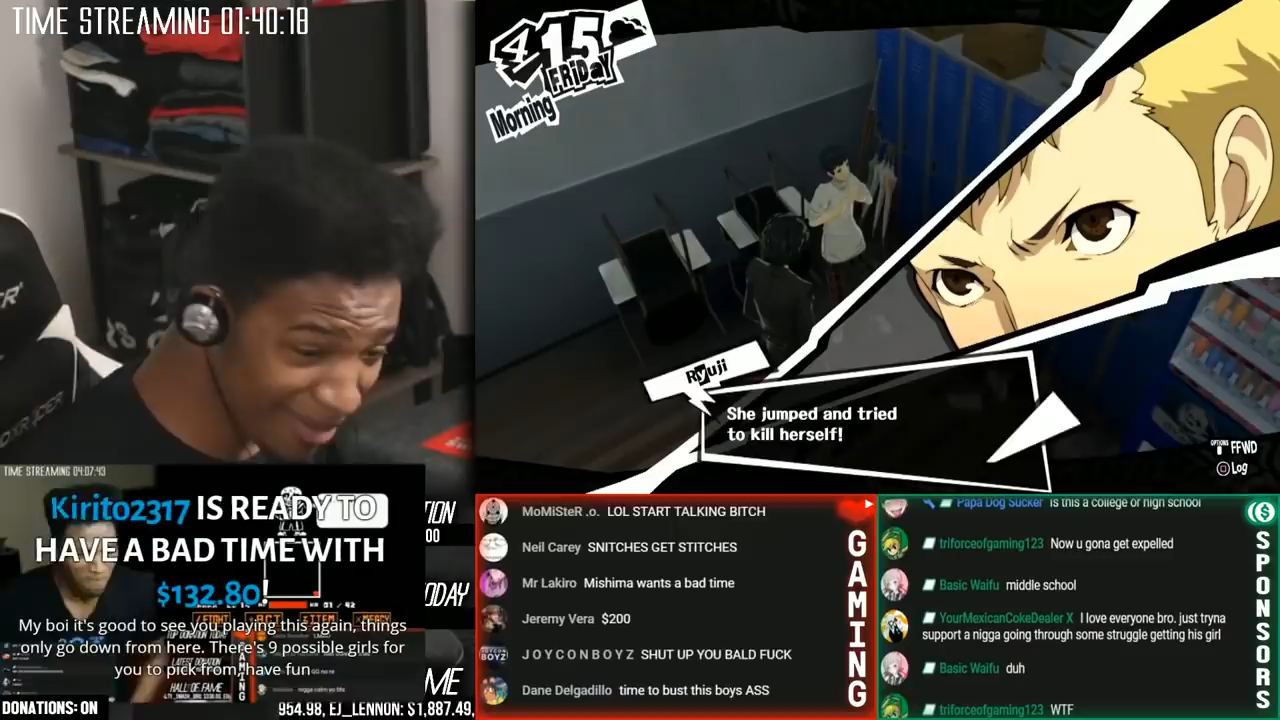 TIME STREAMING 01:40:18
4 15
FRiDaY
Morning
Ryuji
She jumped and tried
to kill herself!
OPTIONS FFWD
Log
TIME STREAMING 04:07:43
Kirito2317 IS READY TO
HAVE A BAD TIME WITH
$132.80!
My boi it's good to see you playing this again, things
only go down from here. There's 9 possible girls for
you to pick from, have fun
DONATIONS: ON
954.98, EJ_LENNON: $1,887.49,
MoMiSteR .o. LOL START TALKING BITCH
Neil Carey SNITCHES GET STITCHES
Mr Lakiro Mishima wants a bad time
Jeremy Vera $200
J O Y C O N B O Y Z SHUT UP YOU BALD FUCK
Dane Delgadillo time to bust this boys ASS
GAMING
Papa Dog Sucker is this a college or high school
triforceofgaming123 Now u gona get expelled
Basic Waifu middle school
YourMexicanCokeDealer X I love everyone bro. just tryna
support a nigga going through some struggle getting his girl
Basic Waifu duh
triforceofgaming123 WTF
SPONSORS